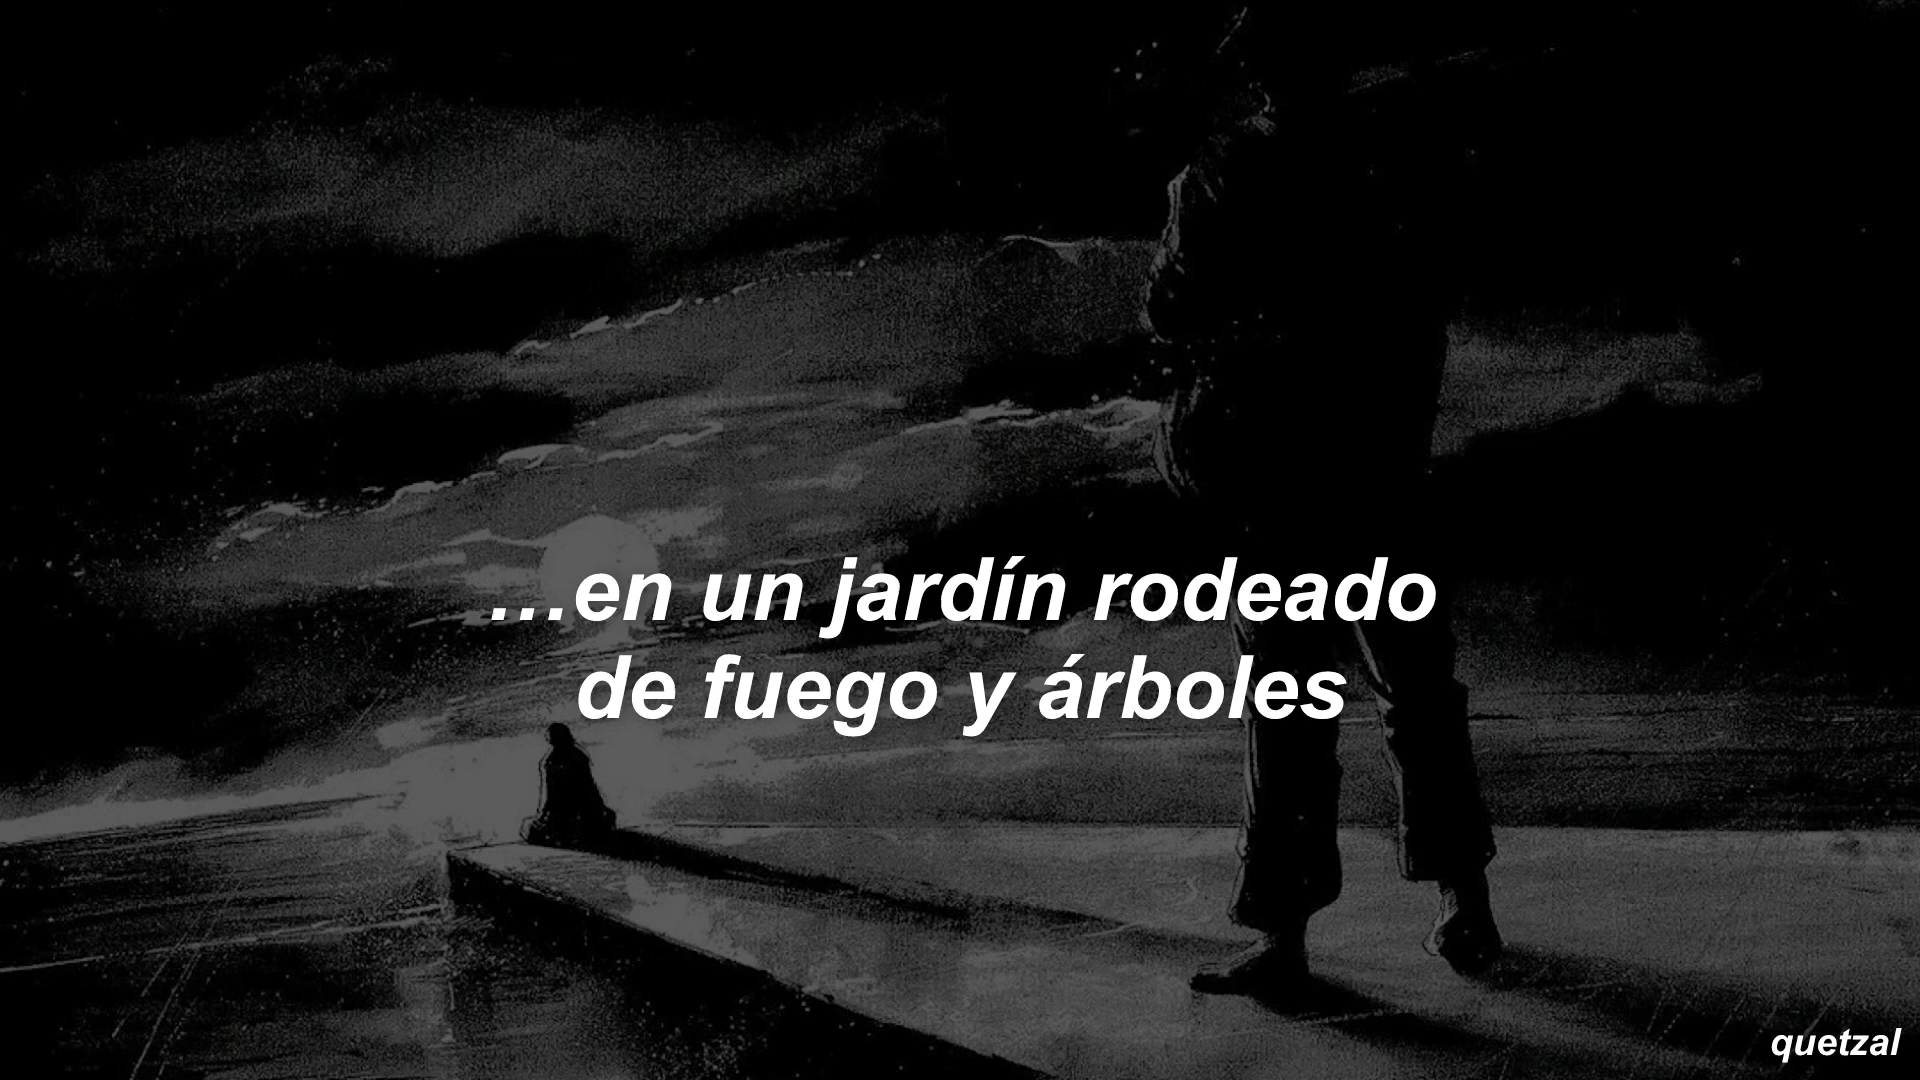 ...en un jardín rodeado
de fuego y árboles
quetzal